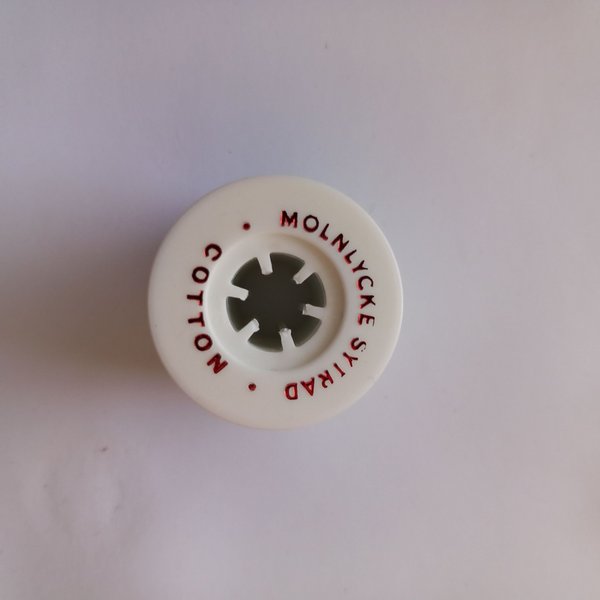 MOLNLYCKE SYTRAD
• COTTON •